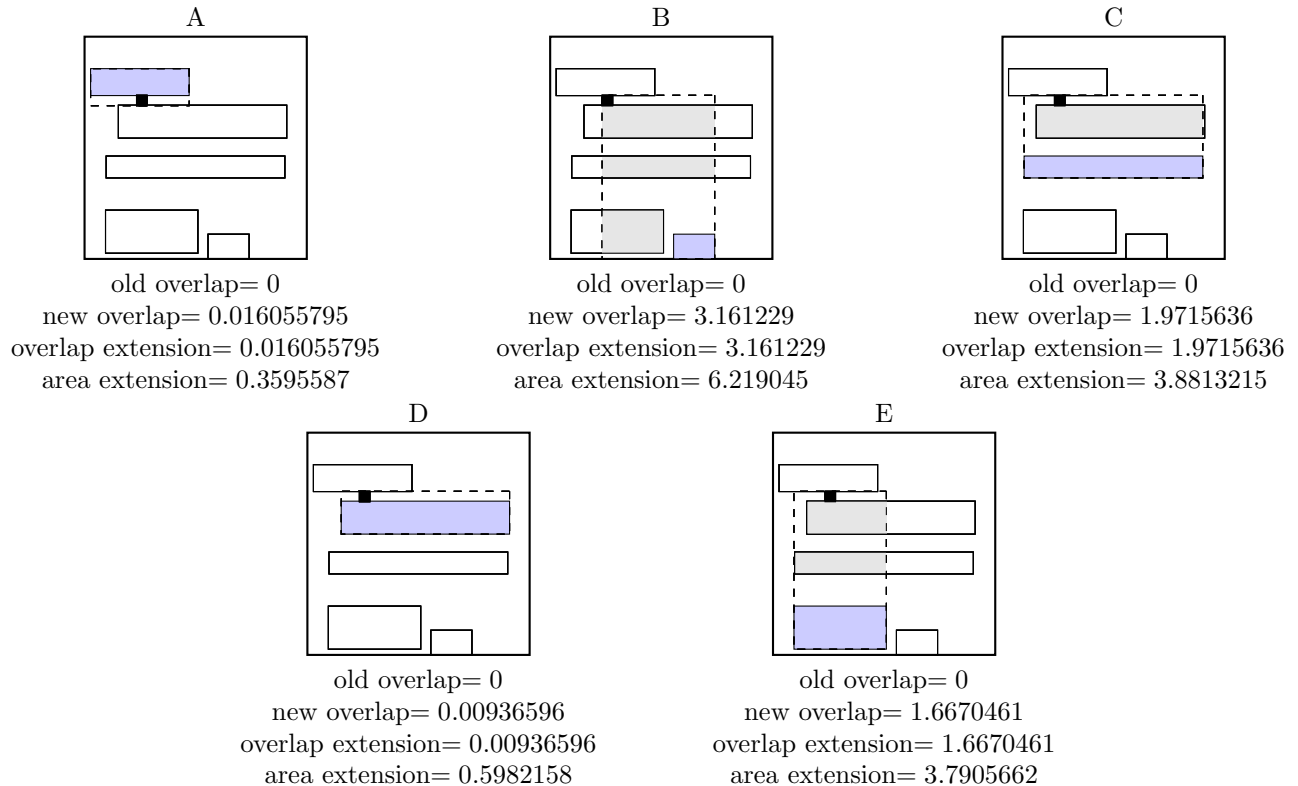 A
old overlap= 0
new overlap= 0.016055795
overlap extension= 0.016055795
area extension= 0.3595587
B
old overlap= 0
new overlap= 3.161229
overlap extension= 3.161229
area extension= 6.219045
C
old overlap= 0
new overlap= 1.9715636
overlap extension= 1.9715636
area extension= 3.8813215
D
old overlap= 0
new overlap= 0.00936596
overlap extension= 0.00936596
area extension= 0.5982158
E
old overlap= 0
new overlap= 1.6670461
overlap extension= 1.6670461
area extension= 3.7905662